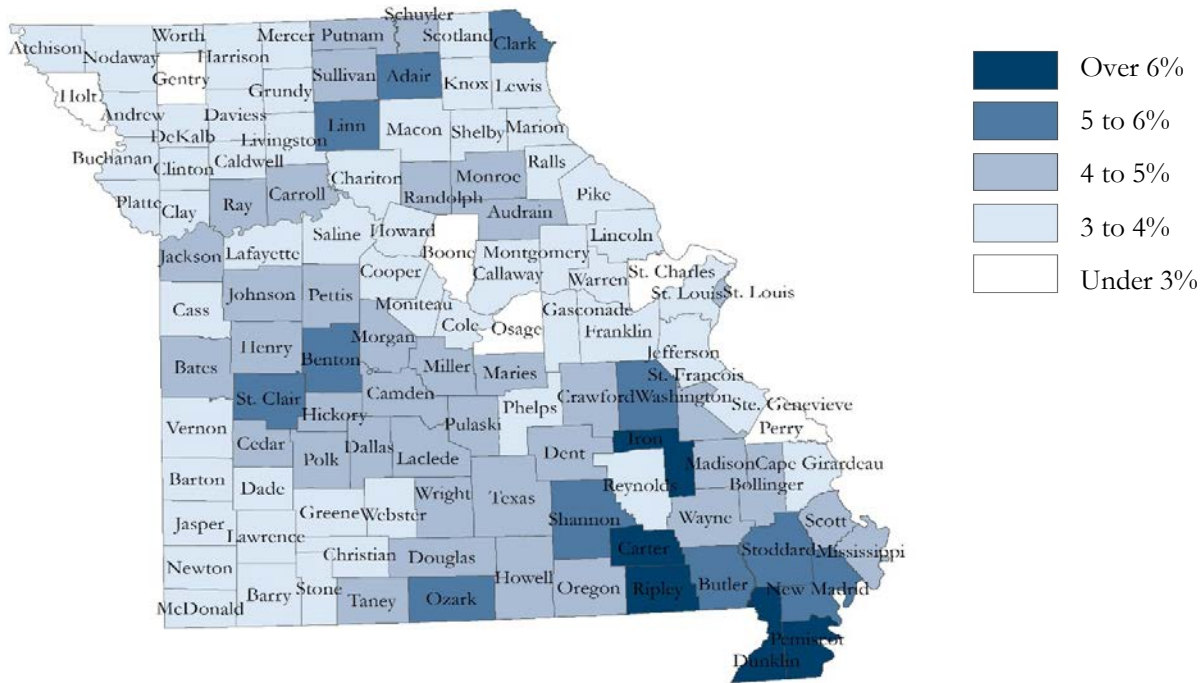 Schuyler
Worth
Mercer Putnam
Scotland
Clark
Atchison
Nodaway
Harrison
Gentry
Sullivan
Adair
Holt
Grundy
Knox
Lewis
Andrew
Daviess
DeKalb
Linn
Macon
Shelby
Marion
Livingston
Buchanan
Clinton
Caldwell
Chariton
Ralls
Monroe
Platte
Clay
Ray
Carroll
Randolph
Pike
Audrain
Saline
Howard
Lincoln
Jackson
Lafayette
Boone
Montgomery
Cooper
Callaway
Warren
St. Charles
St. Louis
St. Louis
Cass
Johnson
Pettis
Moniteau
Cole
Osage
Gasconade
Franklin
Henry
Morgan
Jefferson
Bates
Benton
Miller
Maries
St. Francois
St. Clair
Camden
Crawford
Washington
Hickory
Phelps
Ste. Genevieve
Vernon
Pulaski
Perry
Cedar
Dallas
Iron
Polk
Laclede
Dent
Madison
Cape Girardeau
Barton
Dade
Reynolds
Bollinger
Wright
Texas
Greene
Webster
Jasper
Shannon
Wayne
Scott
Lawrence
Christian
Douglas
Carter
Stoddard
Mississippi
Newton
Howell
Oregon
Ripley
Butler
New Madrid
McDonald
Barry
Stone
Taney
Ozark
Pemiscot
Dunklin
Over 6%
5 to 6%
4 to 5%
3 to 4%
Under 3%